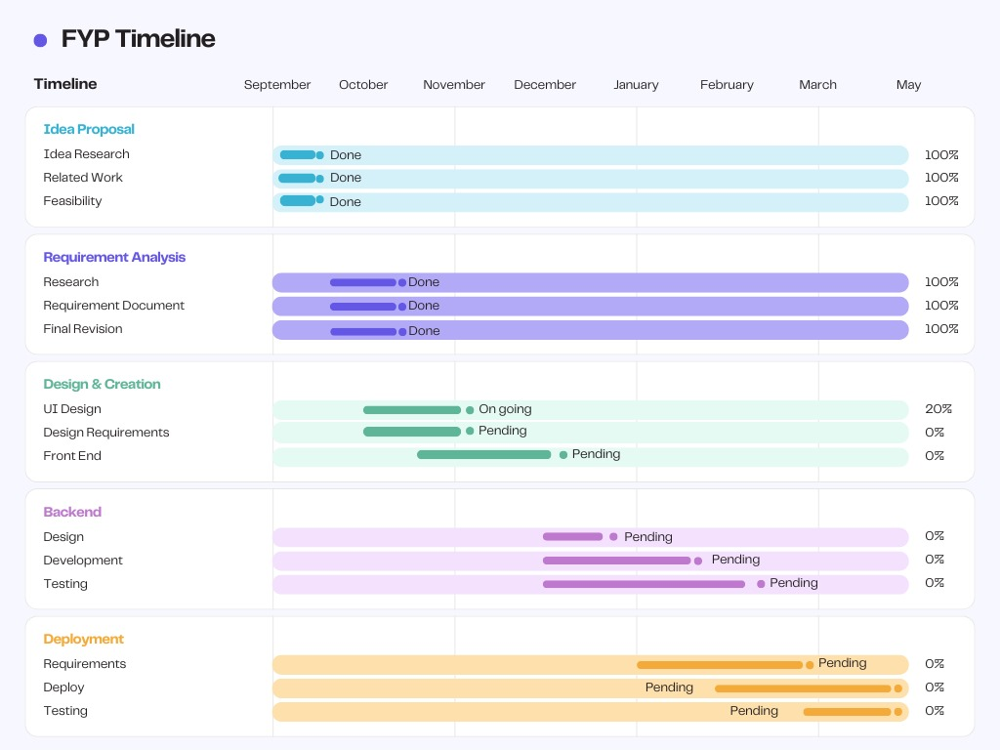 FYP Timeline
Timeline September October November December January February March May
Idea Proposal
Idea Research Done 100%
Related Work Done 100%
Feasibility Done 100%
Requirement Analysis
Research Done 100%
Requirement Document Done 100%
Final Revision Done 100%
Design & Creation
UI Design On going 20%
Design Requirements Pending 0%
Front End Pending 0%
Backend
Design Pending 0%
Development Pending 0%
Testing Pending 0%
Deployment
Requirements Pending 0%
Deploy Pending 0%
Testing Pending 0%